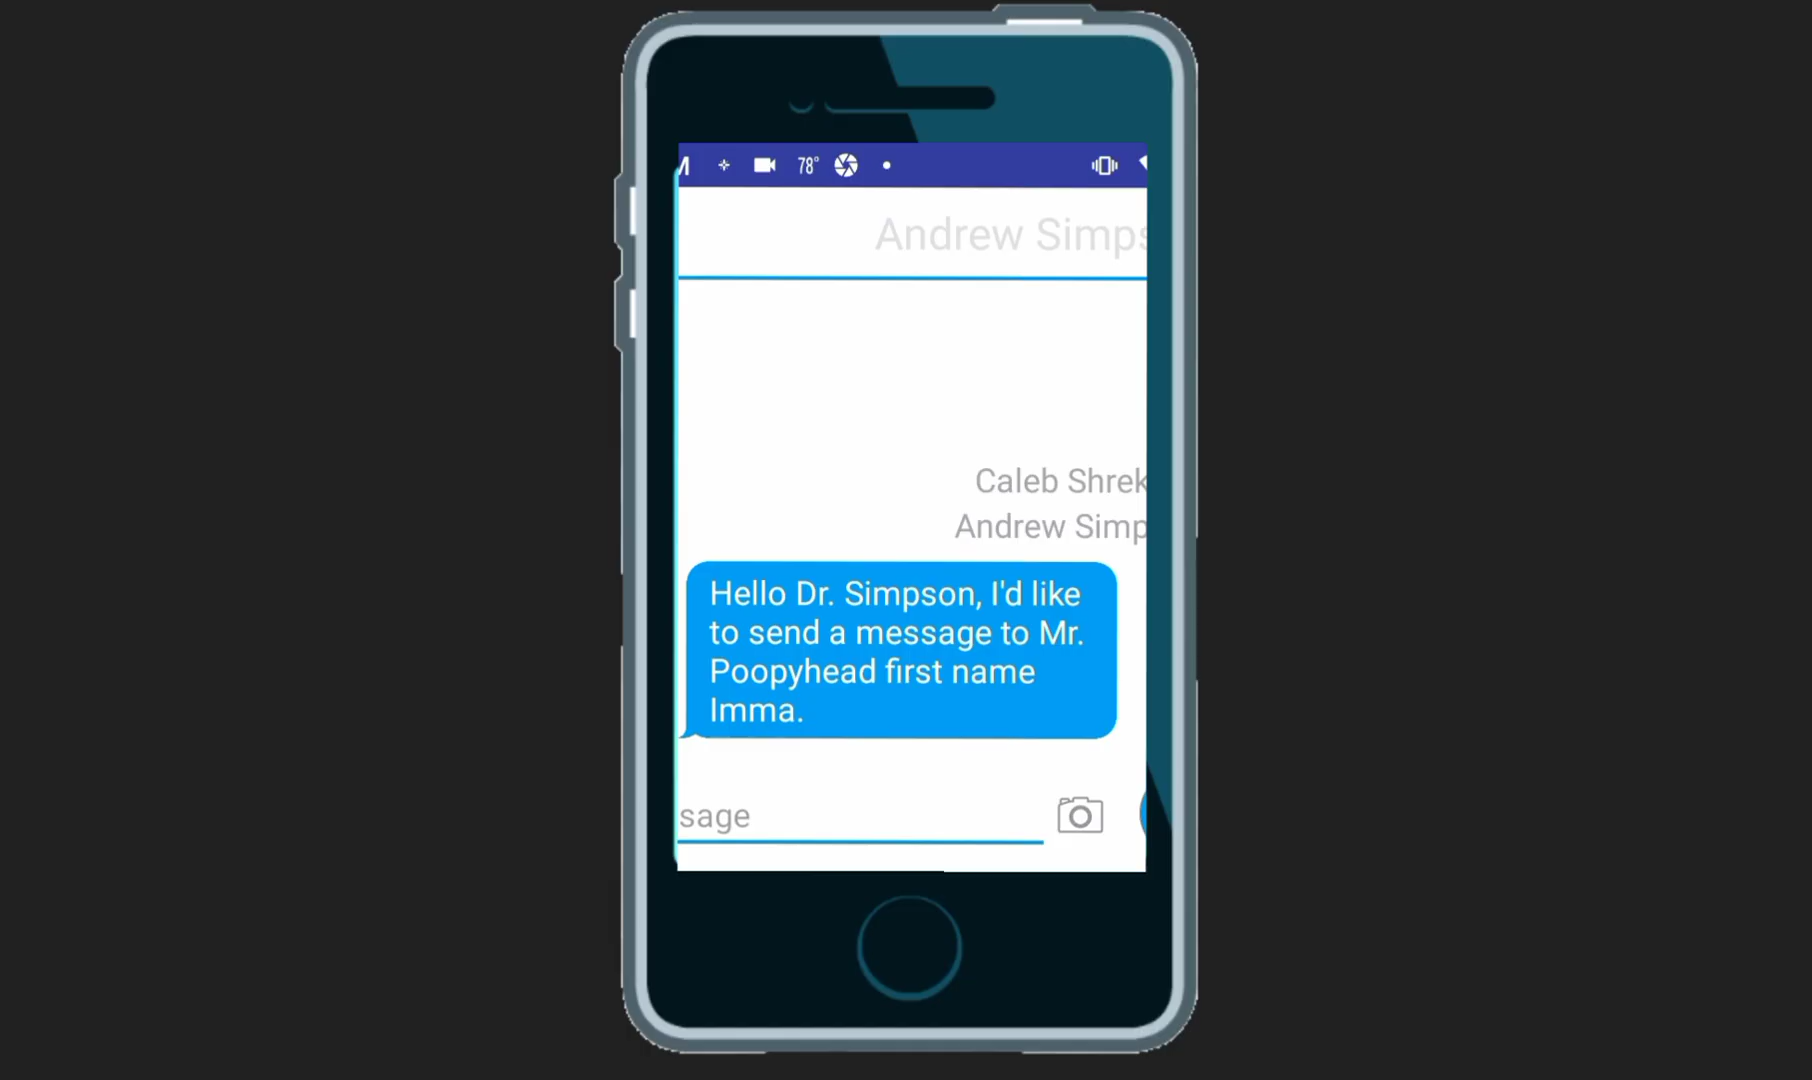 78°
Andrew Simps
Caleb Shrek
Andrew Simp
Hello Dr. Simpson, I'd like
to send a message to Mr.
Poopyhead first name
Imma.
sage